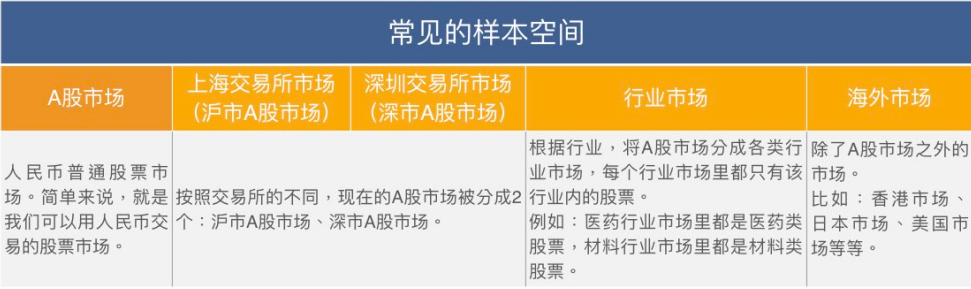 常见的样本空间
A股市场
上海交易所市场
（沪市A股市场）
深圳交易所市场
（深市A股市场）
行业市场
海外市场
人民币普通股票市
场。简单来说，就是
我们可以用人民币交
易的股票市场。
按照交易所的不同，现在的A股市场被分成2
个：沪市A股市场、深市A股市场。
根据行业，将A股市场分成各类行
业市场，每个行业市场里都只有该
行业内的股票。
例如：医药行业市场里都是医药类
股票，材料行业市场里都是材料类
股票。
除了A股市场之外的
市场。
比如：香港市场、
日本市场、美国市
场等等。